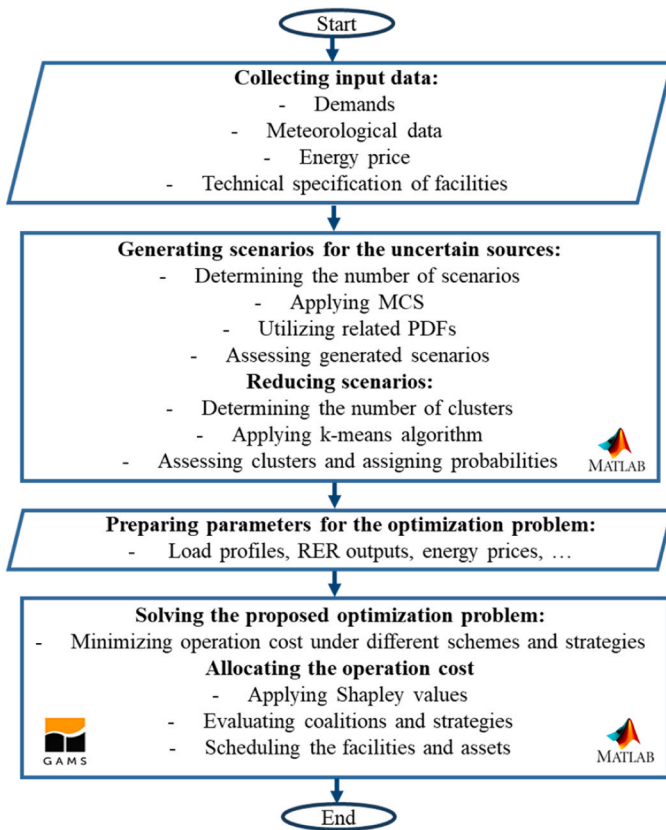 Start
Collecting input data:
- Demands
- Meteorological data
- Energy price
- Technical specification of facilities
Generating scenarios for the uncertain sources:
- Determining the number of scenarios
- Applying MCS
- Utilizing related PDFs
- Assessing generated scenarios
Reducing scenarios:
- Determining the number of clusters
- Applying k-means algorithm
- Assessing clusters and assigning probabilities
MATLAB
Preparing parameters for the optimization problem:
- Load profiles, RER outputs, energy prices, …
Solving the proposed optimization problem:
- Minimizing operation cost under different schemes and strategies
Allocating the operation cost
- Applying Shapley values
- Evaluating coalitions and strategies
- Scheduling the facilities and assets
GAMS
MATLAB
End